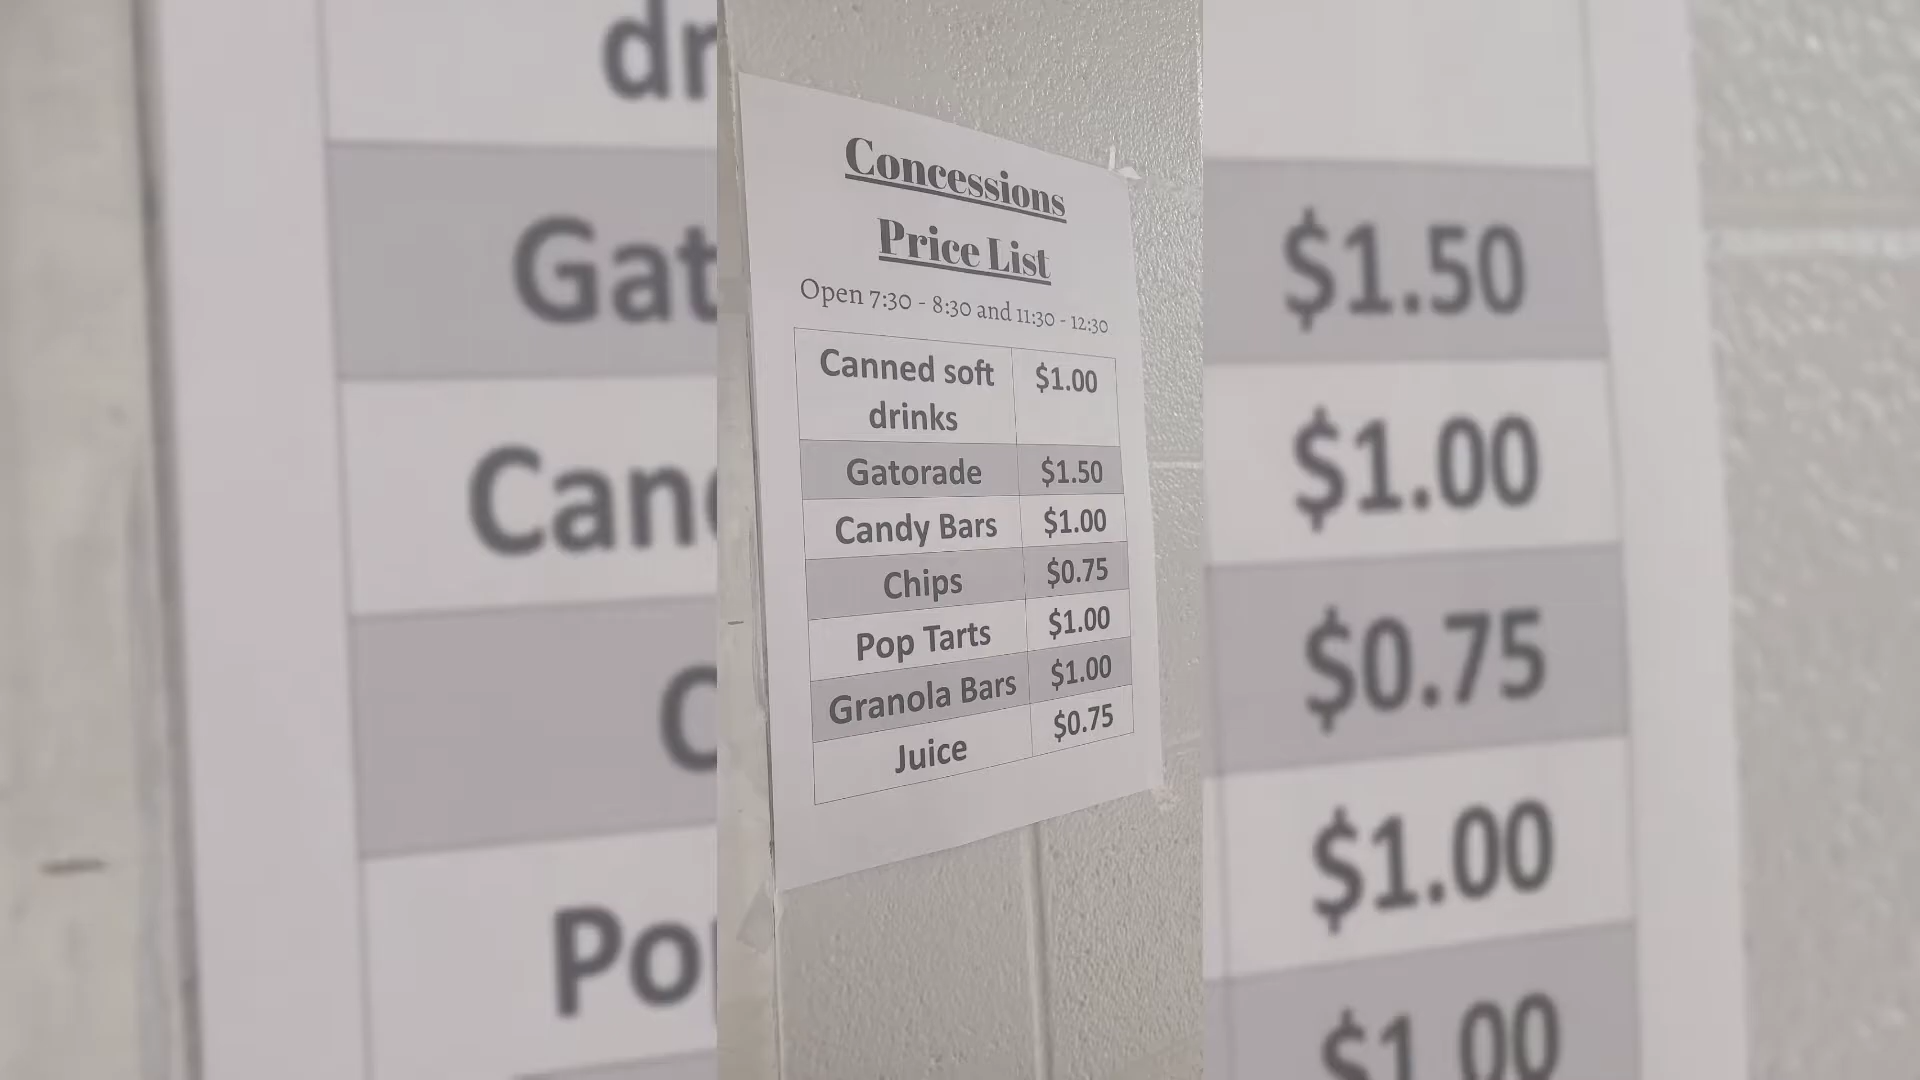 Concessions
Price List
Open 7:30 - 8:30 and 11:30 - 12:30
Canned soft drinks $1.00
Gatorade $1.50
Candy Bars $1.00
Chips $0.75
Pop Tarts $1.00
Granola Bars $1.00
Juice $0.75